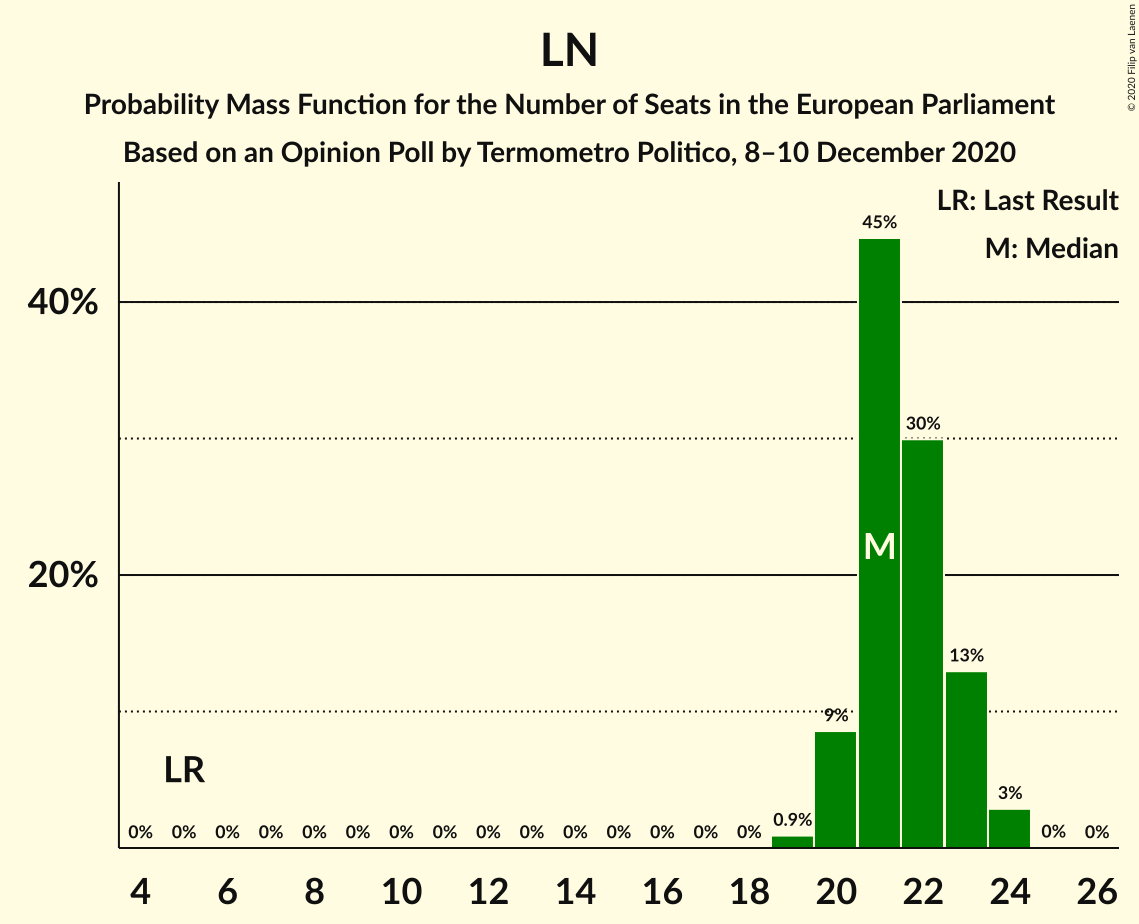 LN
Probability Mass Function for the Number of Seats in the European Parliament
Based on an Opinion Poll by Termometro Politico, 8–10 December 2020
© 2020 Filip van Laenen
LR: Last Result
M: Median
45%
40%
30%
M
20%
13%
9%
LR
3%
0.9%
0% 0% 0% 0% 0% 0% 0% 0% 0% 0% 0% 0% 0% 0% 0% 0% 0%
4 6 8 10 12 14 16 18 20 22 24 26